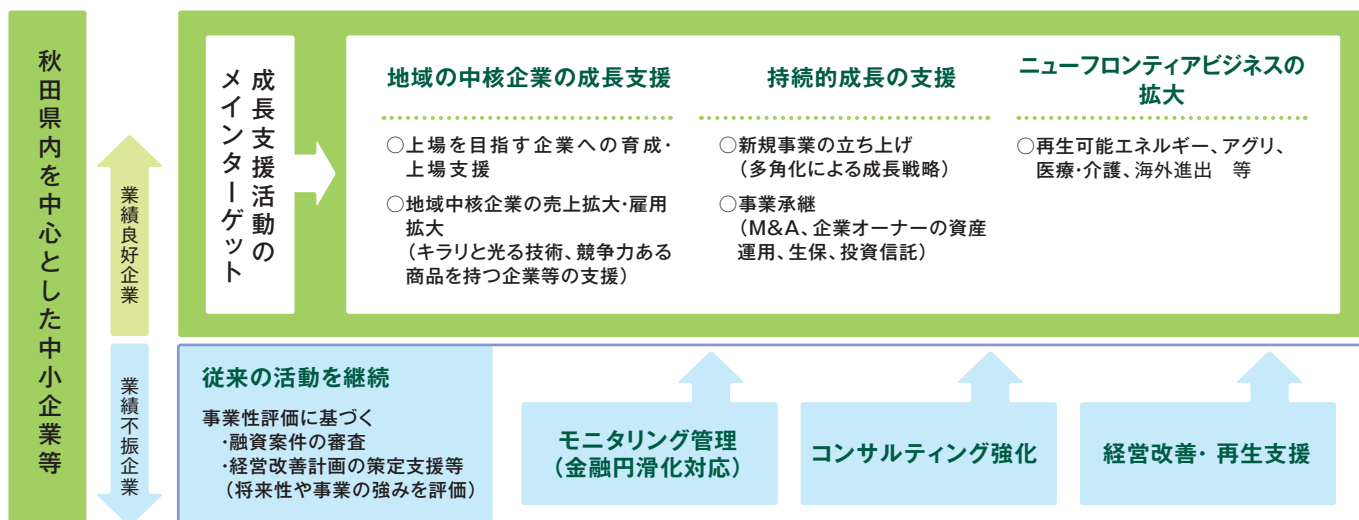 秋田県内を中心とした中小企業等
業績良好企業
業績不振企業
成長支援活動の
メインターゲット
地域の中核企業の成長支援
○上場を目指す企業への育成・
上場支援
○地域中核企業の売上拡大・雇用
拡大
（キラリと光る技術、競争力ある
商品を持つ企業等の支援）
持続的成長の支援
○新規事業の立ち上げ
（多角化による成長戦略）
○事業承継
（M&A、企業オーナーの資産
運用、生保、投資信託）
ニューフロンティアビジネスの
拡大
○再生可能エネルギー、アグリ、
医療・介護、海外進出　等
従来の活動を継続
事業性評価に基づく
・融資案件の審査
・経営改善計画の策定支援等
（将来性や事業の強みを評価）
モニタリング管理
（金融円滑化対応）
コンサルティング強化
経営改善・再生支援